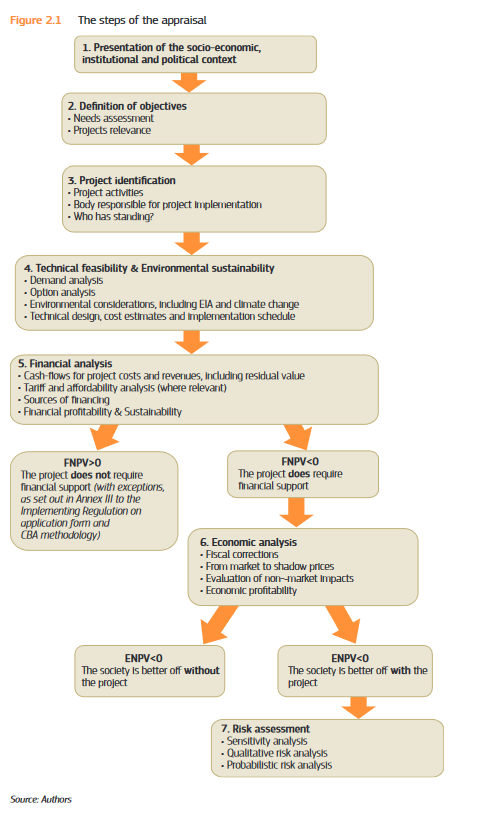 Figure 2.1 The steps of the appraisal
1. Presentation of the socio-economic,
institutional and political context
2. Definition of objectives
• Needs assessment
• Projects relevance
3. Project identification
• Project activities
• Body responsible for project implementation
• Who has standing?
4. Technical feasibility & Environmental sustainability
• Demand analysis
• Option analysis
• Environmental considerations, including EIA and climate change
• Technical design, cost estimates and implementation schedule
5. Financial analysis
• Cash-flows for project costs and revenues, including residual value
• Tariff and affordability analysis (where relevant)
• Sources of financing
• Financial profitability & Sustainability
FNPV>0
The project does not require
financial support (with exceptions,
as set out in Annex III to the
Implementing Regulation on
application form and
CBA methodology)
FNPV<0
The project does require
financial support
6. Economic analysis
• Fiscal corrections
• From market to shadow prices
• Evaluation of non-market impacts
• Economic profitability
ENPV<0
The society is better off without
the project
ENPV<0
The society is better off with the
project
7. Risk assessment
• Sensitivity analysis
• Qualitative risk analysis
• Probabilistic risk analysis
Source: Authors